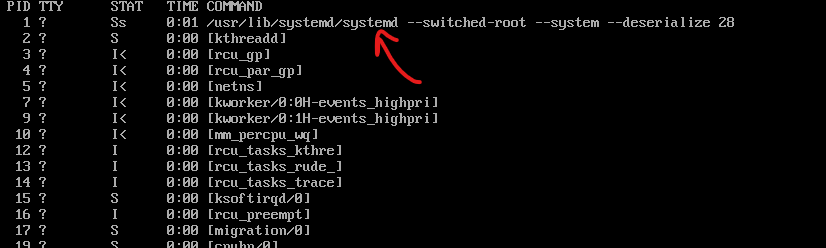 PID TTY STAT TIME COMMAND
1 ? Ss 0:01 /usr/lib/systemd/systemd --switched-root --system --deserialize 28
2 ? S 0:00 [kthreadd]
3 ? I< 0:00 [rcu_gp]
4 ? I< 0:00 [rcu_par_gp]
5 ? I< 0:00 [netns]
7 ? I< 0:00 [kworker/0:0H-events_highpri]
9 ? I< 0:00 [kworker/0:1H-events_highpri]
10 ? I< 0:00 [mm_percpu_wq]
12 ? I 0:00 [rcu_tasks_kthre]
13 ? I 0:00 [rcu_tasks_rude_]
14 ? I 0:00 [rcu_tasks_trace]
15 ? S 0:00 [ksoftirqd/0]
16 ? I 0:00 [rcu_preempt]
17 ? S 0:00 [migration/0]
19 ? S 0:00 [cpuhp/0]